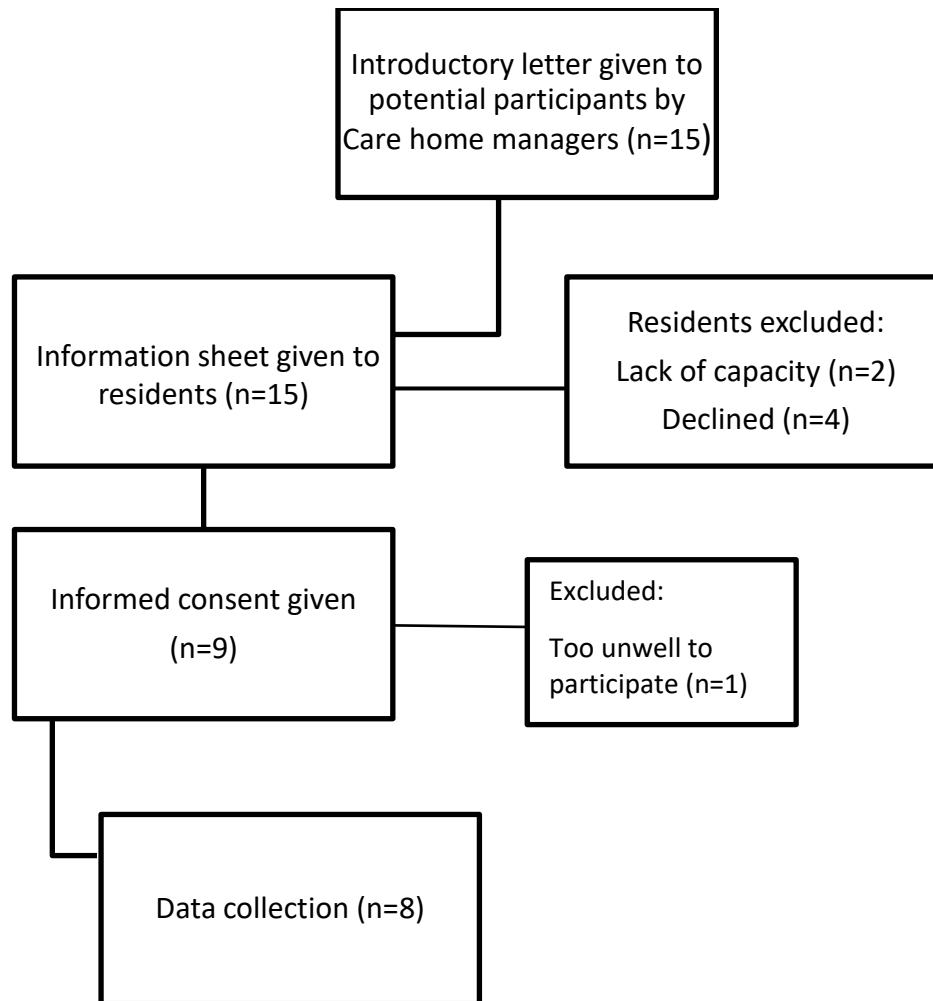 Introductory letter given to
potential participants by
Care home managers (n=15)
Information sheet given to
residents (n=15)
Residents excluded:
Lack of capacity (n=2)
Declined (n=4)
Informed consent given
(n=9)
Excluded:
Too unwell to
participate (n=1)
Data collection (n=8)